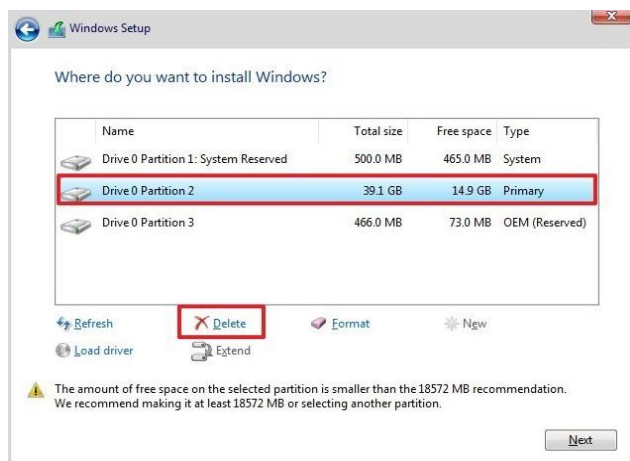 Windows Setup
Where do you want to install Windows?
Name Total size Free space Type
Drive 0 Partition 1: System Reserved 500.0 MB 465.0 MB System
Drive 0 Partition 2 39.1 GB 14.9 GB Primary
Drive 0 Partition 3 466.0 MB 73.0 MB OEM (Reserved)
Refresh Delete Format New
Load driver Extend
The amount of free space on the selected partition is smaller than the 18572 MB recommendation.
We recommend making it at least 18572 MB or selecting another partition.
Next